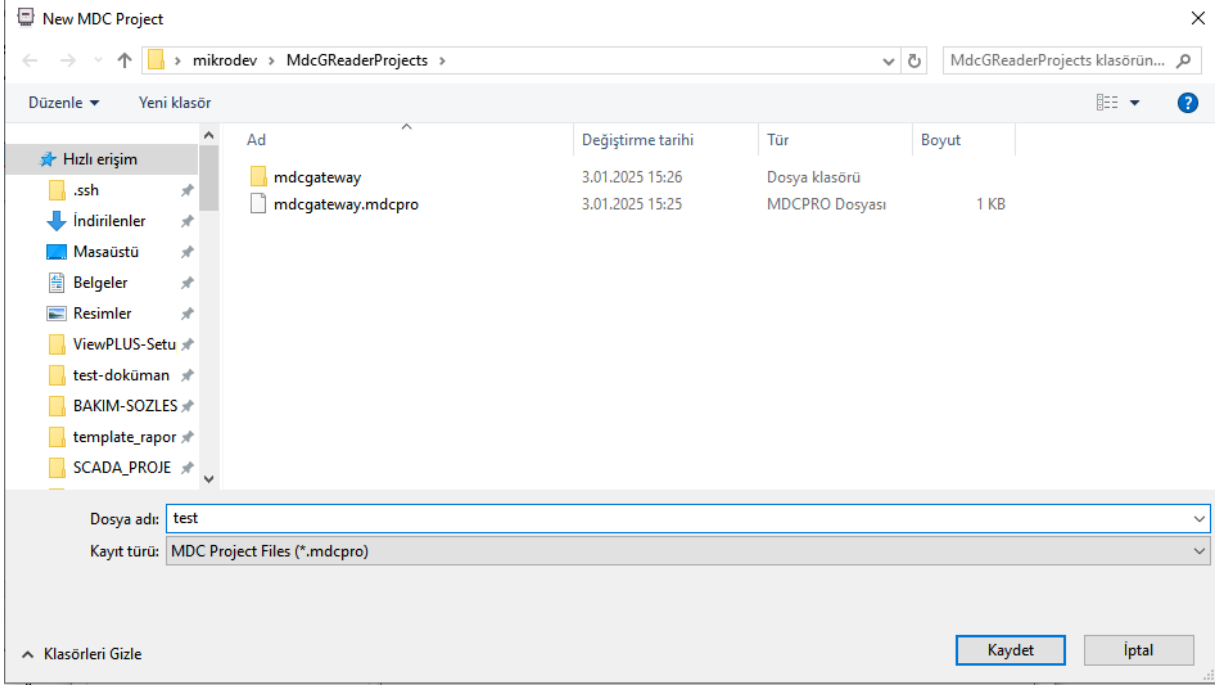 New MDC Project
mikrodev > MdcGReaderProjects >
MdcGReaderProjects klasörün...
Düzenle
Yeni klasör
Ad
Değiştirme tarihi
Tür
Boyut
Hızlı erişim
.ssh
İndirilenler
Masaüstü
Belgeler
Resimler
ViewPLUS-Setu
test-doküman
BAKIM-SOZLES
template_rapor
SCADA_PROJE
mdcgateway 3.01.2025 15:26 Dosya klasörü
mdcgateway.mdcpro 3.01.2025 15:25 MDCPRO Dosyası 1 KB
Dosya adı: test
Kayıt türü: MDC Project Files (*.mdcpro)
Klasörleri Gizle
Kaydet
İptal